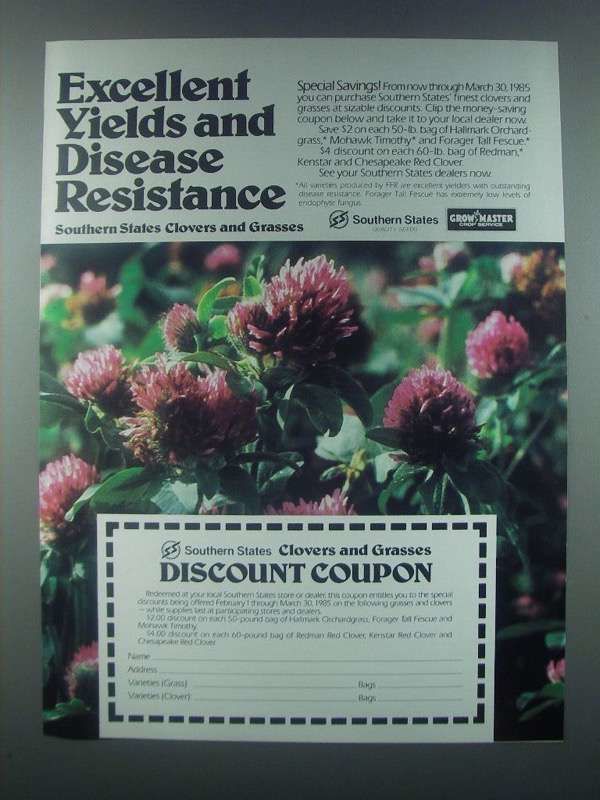 Excellent
Yields and
Disease
Resistance
Southern States Clovers and Grasses
Special Savings! From now through March 30, 1985
you can purchase Southern States' finest clovers and
grasses at sizable discounts. Clip the money-saving
coupon below and take it to your local dealer now.
Save $2 on each 50-lb. bag of Hallmark Orchard-
grass,* Mohawk Timothy* and Forager Tall Fescue.*
$4 discount on each 60-lb. bag of Redman,*
Kenstar and Chesapeake Red Clover.
See your Southern States dealers now.
*All varieties produced by FFR are excellent yielders with outstanding
disease resistance. Forager Tall Fescue has extremely low levels of
endophytic fungus.
Southern States
QUALITY SEEDS
GROWMASTER
CROP SERVICE
Southern States Clovers and Grasses
DISCOUNT COUPON
Redeemed at your local Southern States store or dealer, this coupon entitles you to the special
discounts being offered February 1 through March 30, 1985 on the following grasses and clovers
— while supplies last at participating stores and dealers.
$2.00 discount on each 50-pound bag of Hallmark Orchardgrass, Forager Tall Fescue and
Mohawk Timothy.
$4.00 discount on each 60-pound bag of Redman Red Clover, Kenstar Red Clover and
Chesapeake Red Clover.
Name
Address
Varieties (Grass): Bags
Varieties (Clover): Bags